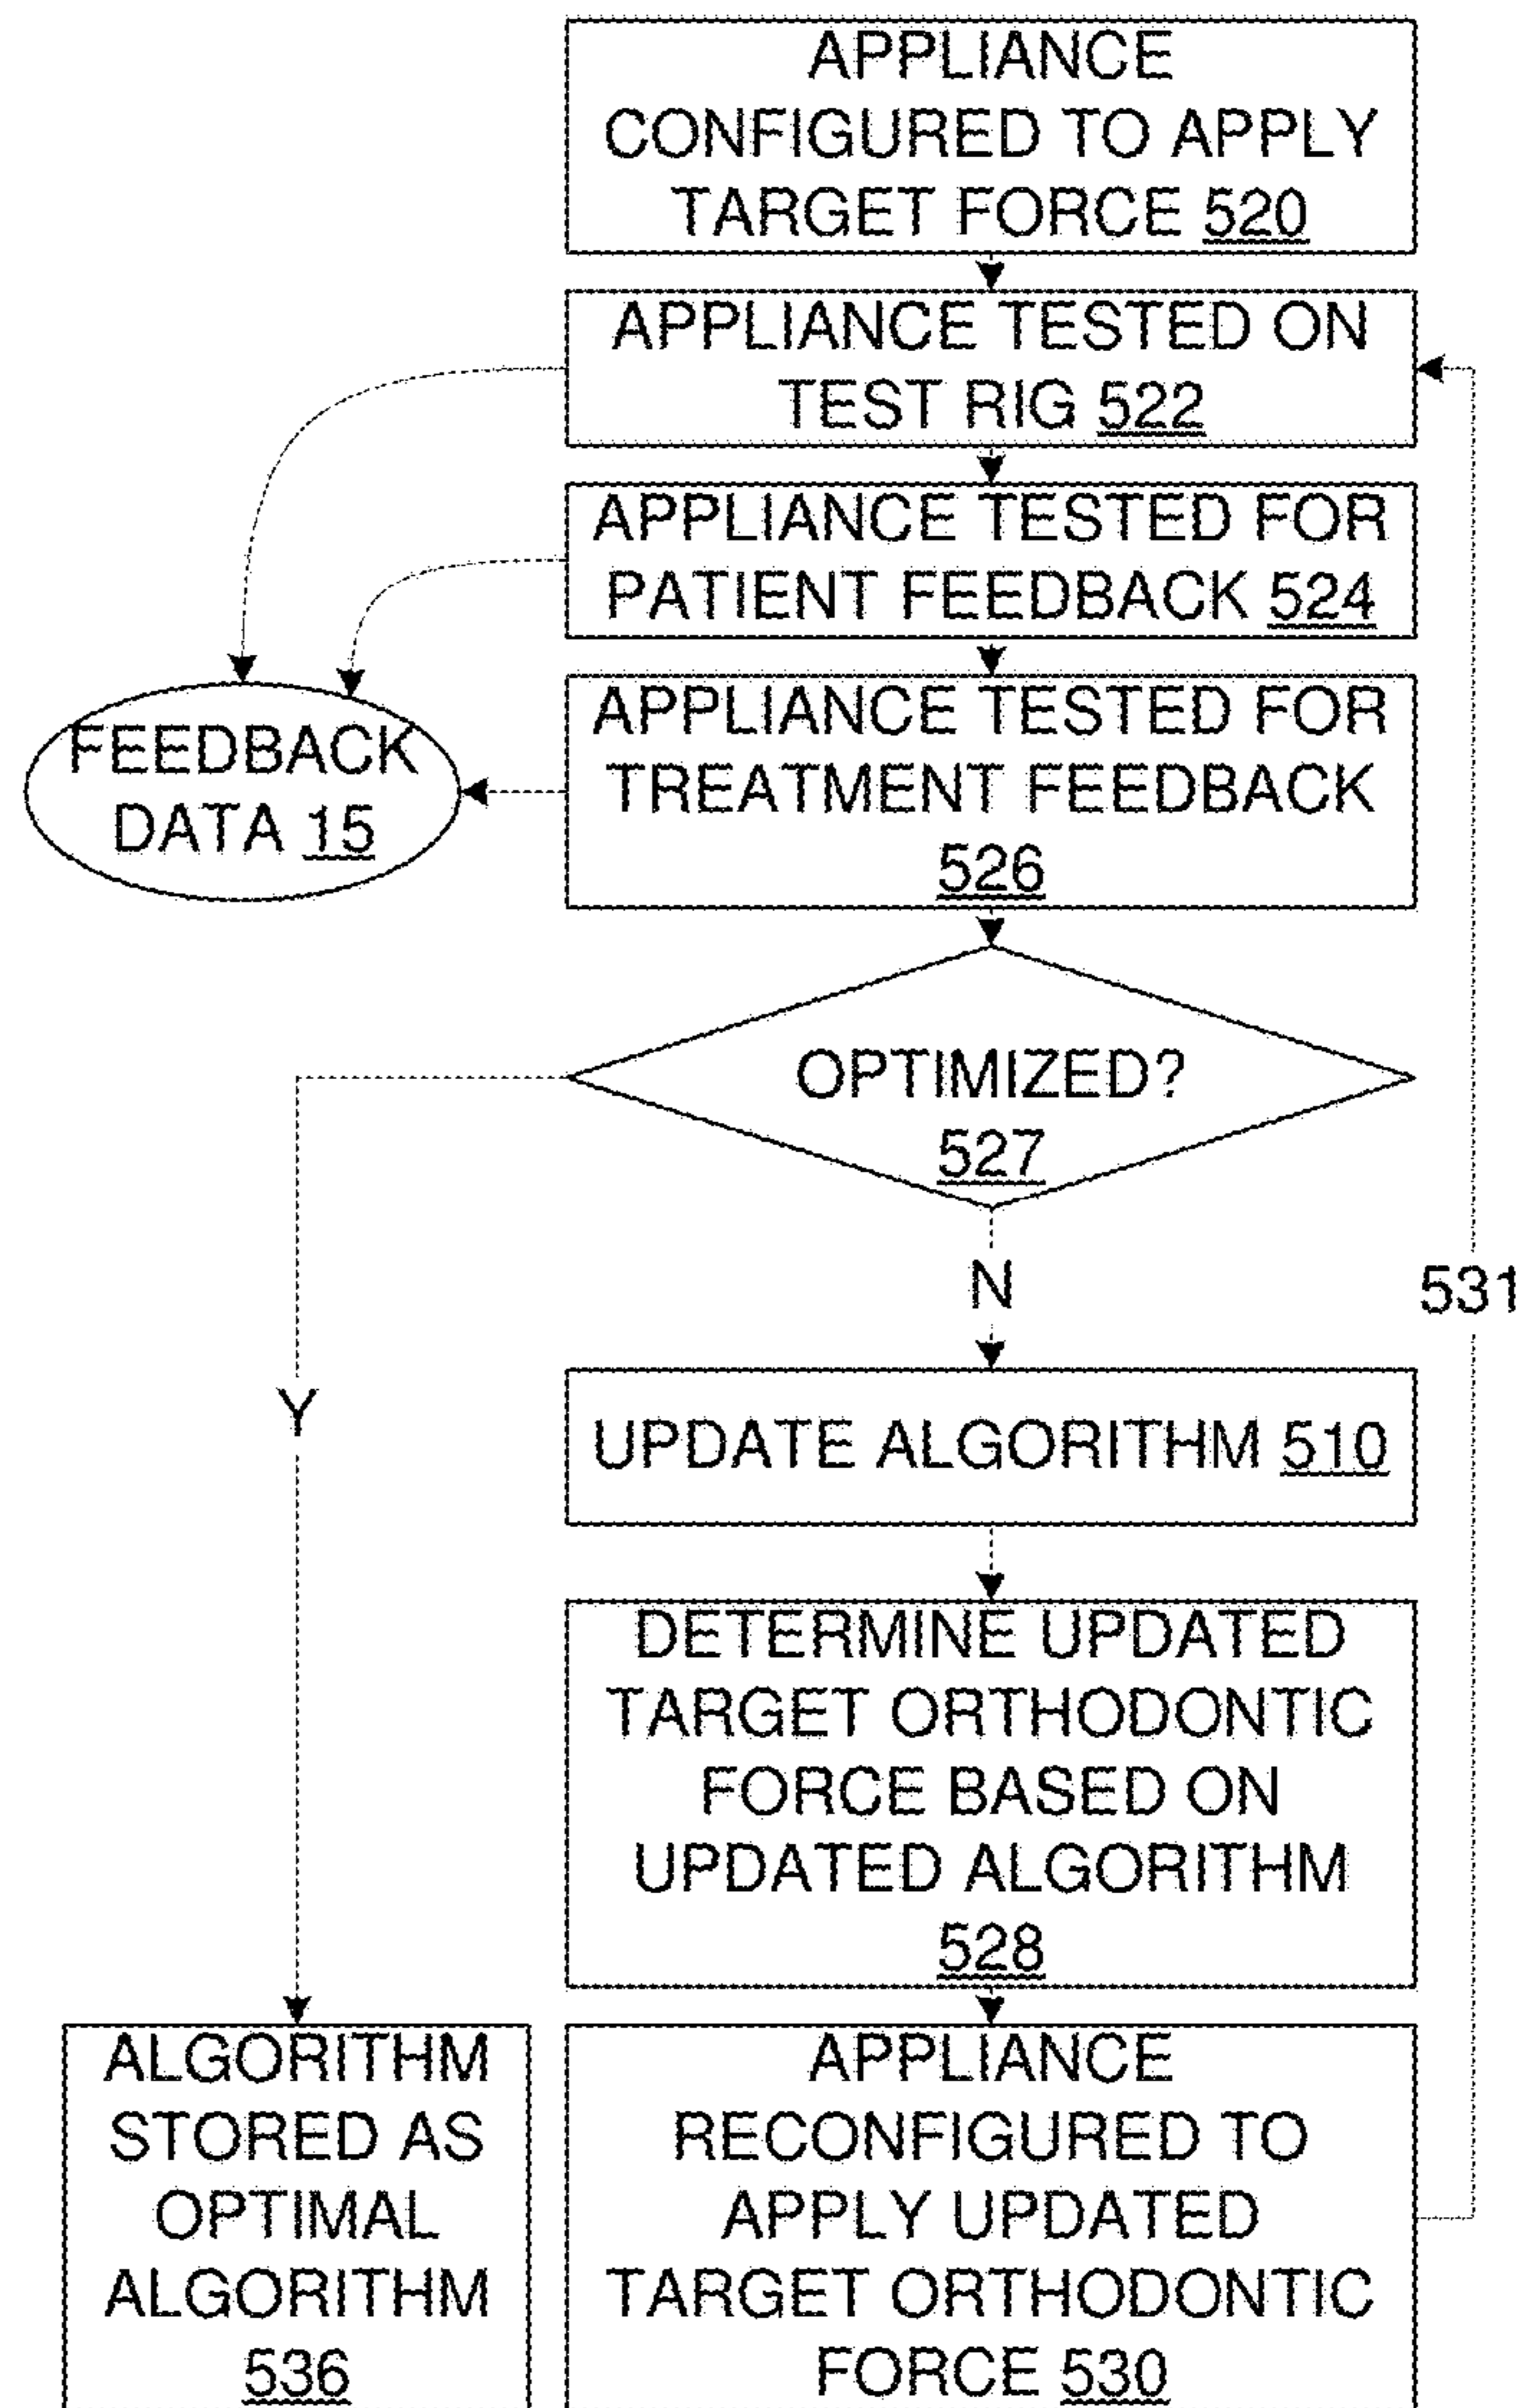 APPLIANCE
CONFIGURED TO APPLY
TARGET FORCE 520
APPLIANCE TESTED ON
TEST RIG 522
APPLIANCE TESTED FOR
PATIENT FEEDBACK 524
APPLIANCE TESTED FOR
TREATMENT FEEDBACK
526
FEEDBACK
DATA 15
OPTIMIZED?
527
N
531
Y
UPDATE ALGORITHM 510
DETERMINE UPDATED
TARGET ORTHODONTIC
FORCE BASED ON
UPDATED ALGORITHM
528
ALGORITHM
STORED AS
OPTIMAL
ALGORITHM
536
APPLIANCE
RECONFIGURED TO
APPLY UPDATED
TARGET ORTHODONTIC
FORCE 530